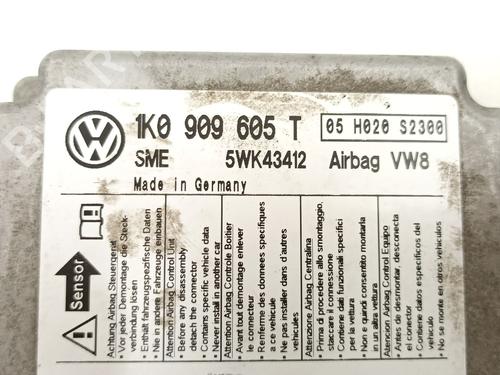 1K0 909 605 T
05 H020 S2300
SME 5WK43412 Airbag VW8
Made in Germany
Sensor
Achtung Airbag Steuergerät
• Vor jeder Demontage die Steck-
verbindung lösen
• Enthält fahrzeugspezifische Daten
• Nie in andere Fahrzeuge einbauen
Attention Airbag Control Unit
• Before any disassembly
detach the connector
• Contains specific vehicle data
• Never install in another car
Attention Airbag Controle Boitier
• Avant tout demontage enlever
le connecteur
• Renferme des donnees specifiques
a ce vehicule
• Ne pas installer dans d'autres
vehicules
Attenzione Airbag Centralina
• Prima di procedere allo smontaggio,
staccare il connessione
• Contiene dati funzionali specifici
per la vettura
• Non e quindi consentito montarla
in un altra vettura
Atencion Airbag Control Equipo
• Antes de desmontar, desconecta
el conector
• Contiene datos especificos del
vehiculo
• No se monte en otros vehiculos